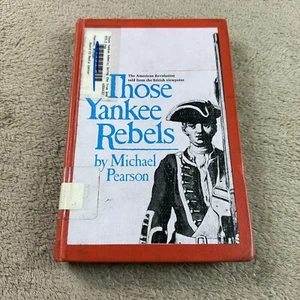 The American Revolution
told from the British viewpoint
Those
Yankee
Rebels
by Michael
Pearson